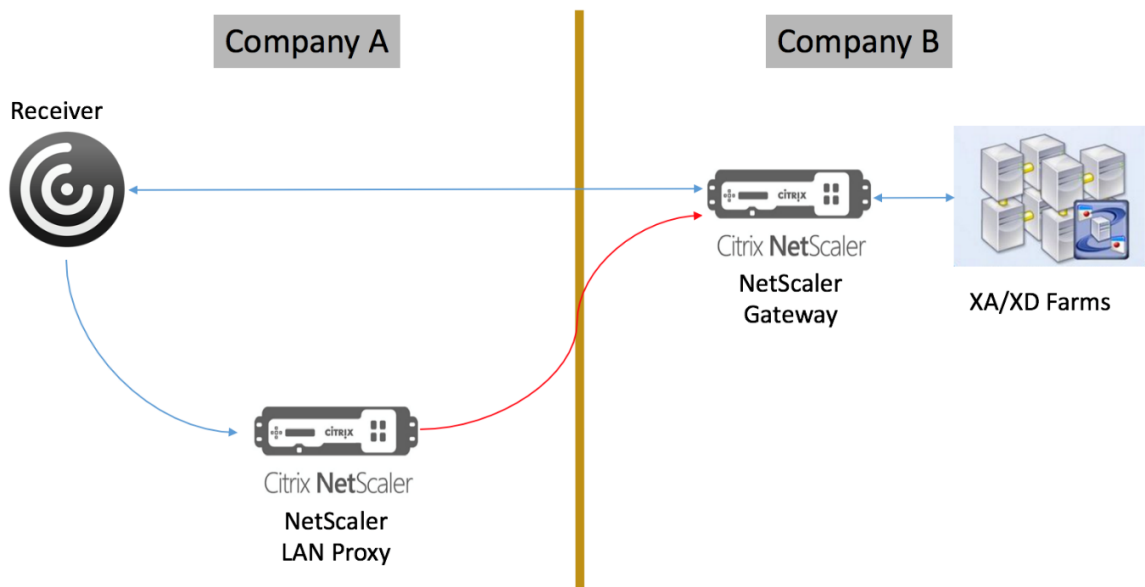 Company A
Company B
Receiver
CITRIX
Citrix NetScaler
NetScaler
Gateway
XA/XD Farms
CITRIX
Citrix NetScaler
NetScaler
LAN Proxy